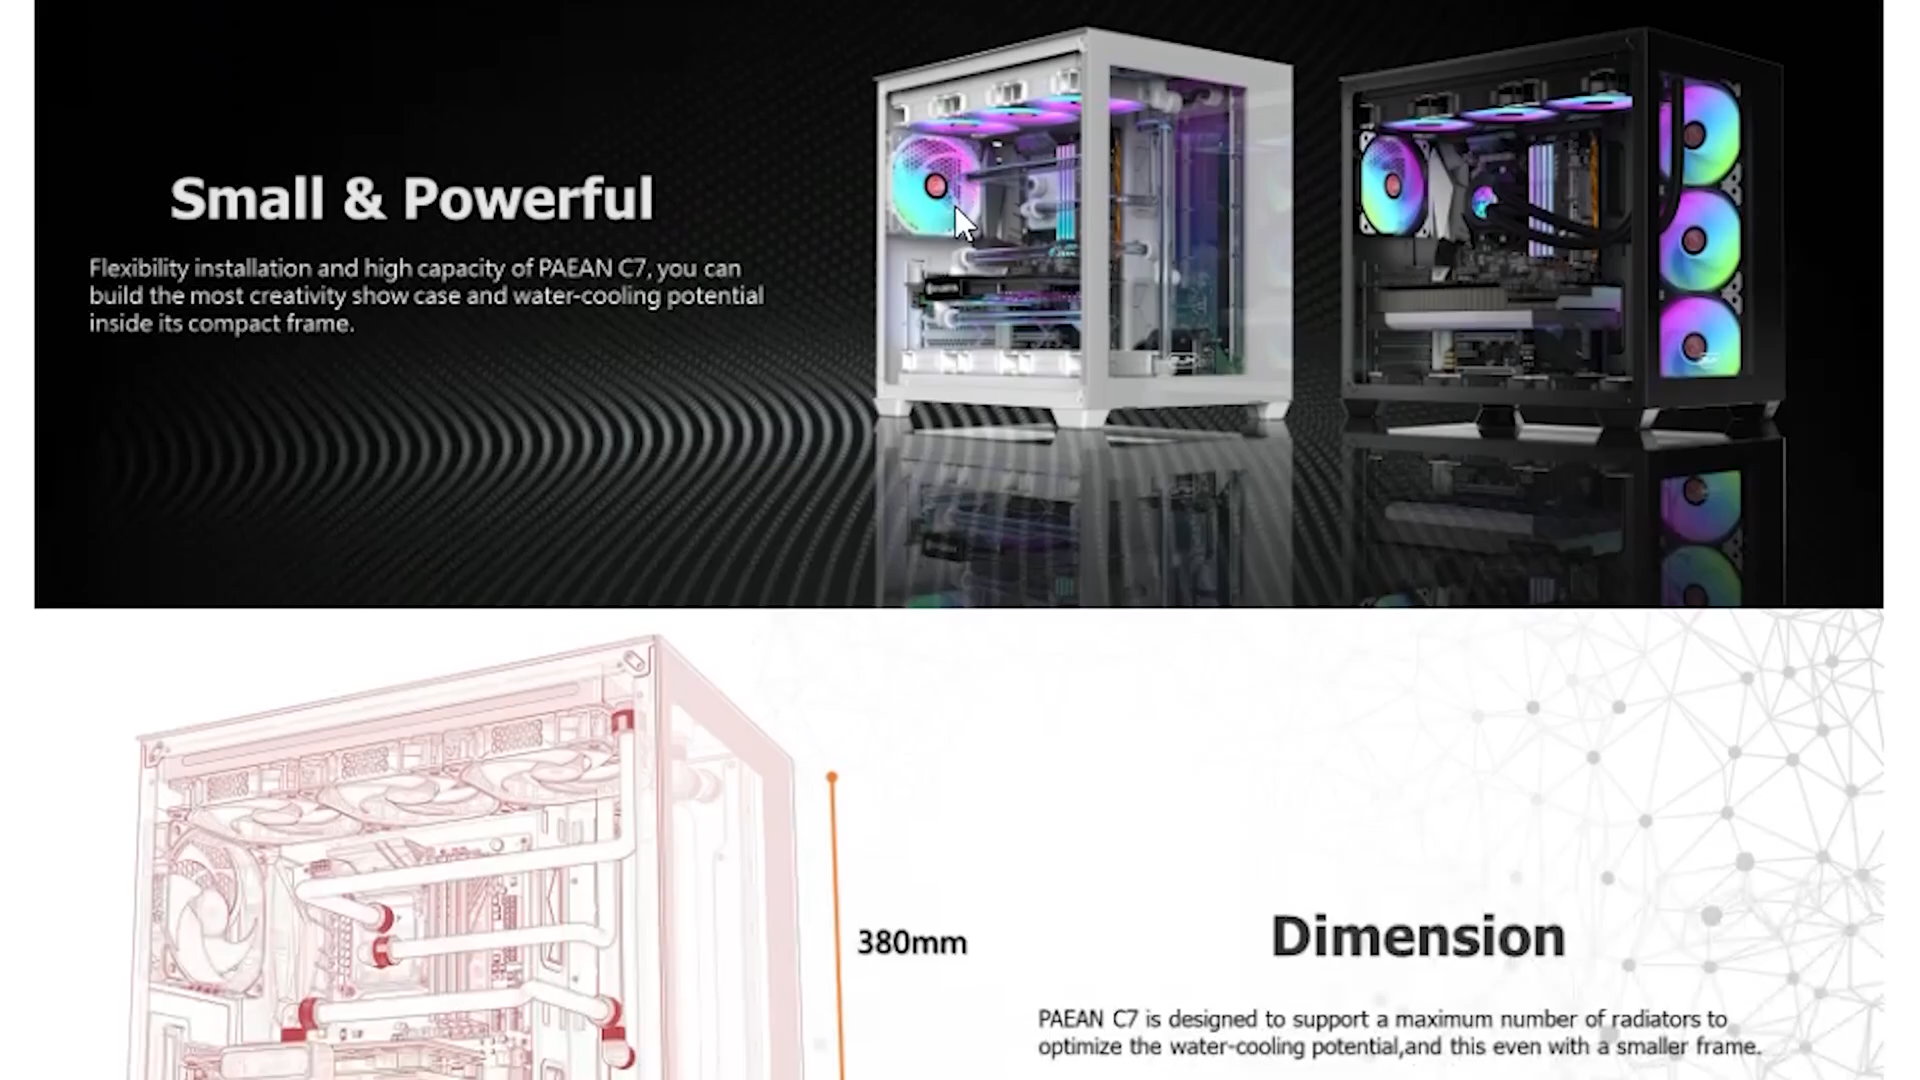 Small & Powerful
Flexibility installation and high capacity of PAEAN C7, you can
build the most creativity show case and water-cooling potential
inside its compact frame.
380mm
Dimension
PAEAN C7 is designed to support a maximum number of radiators to
optimize the water-cooling potential,and this even with a smaller frame.